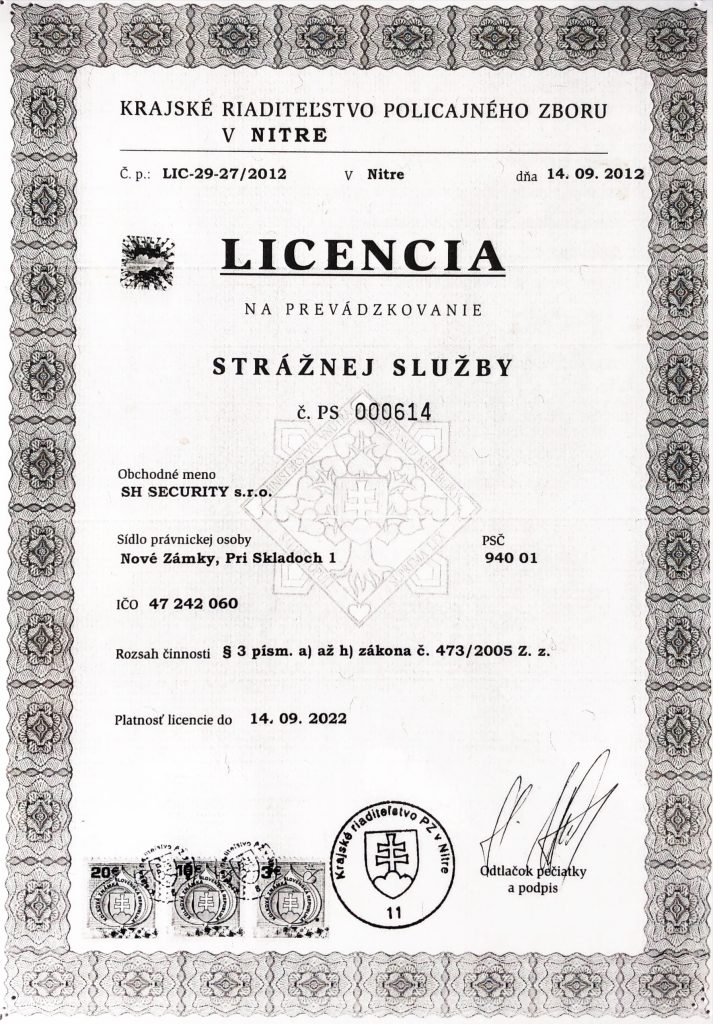 KRAJSKÉ RIADITEĽSTVO POLICAJNÉHO ZBORU
V NITRE
Č. p.: LIC-29-27/2012 V Nitre dňa 14. 09. 2012
LICENCIA
NA PREVÁDZKOVANIE
STRÁŽNEJ SLUŽBY
č. PS 000614
Obchodné meno
SH SECURITY s.r.o.
Sídlo právnickej osoby PSČ
Nové Zámky, Pri Skladoch 1 940 01
IČO 47 242 060
Rozsah činnosti § 3 písm. a) až h) zákona č. 473/2005 Z. z.
Platnosť licencie do 14. 09. 2022
Krajské riaditeľstvo PZ v Nitre
11
20€ 10€ 3€
Odtlačok pečiatky
a podpis